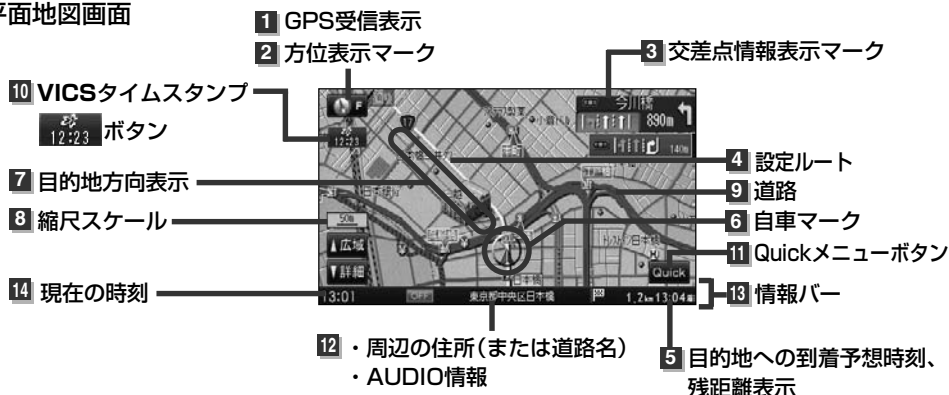 平面地図画面
1 GPS受信表示
2 方位表示マーク
3 交差点情報表示マーク
10 VICSタイムスタンプ
12:23 ボタン
7 目的地方向表示
8 縮尺スケール
14 現在の時刻
F
12:23
17
今川橋
890m
140m
50m
▲広域
▼詳細
日本橋
Quick
13:01 OFF 東京都中央区日本橋 1.2km 13:04
4 設定ルート
9 道路
6 自車マーク
11 Quickメニューボタン
13 情報バー
12 ・周辺の住所(または道路名)
・AUDIO情報
5 目的地への到着予想時刻、
残距離表示